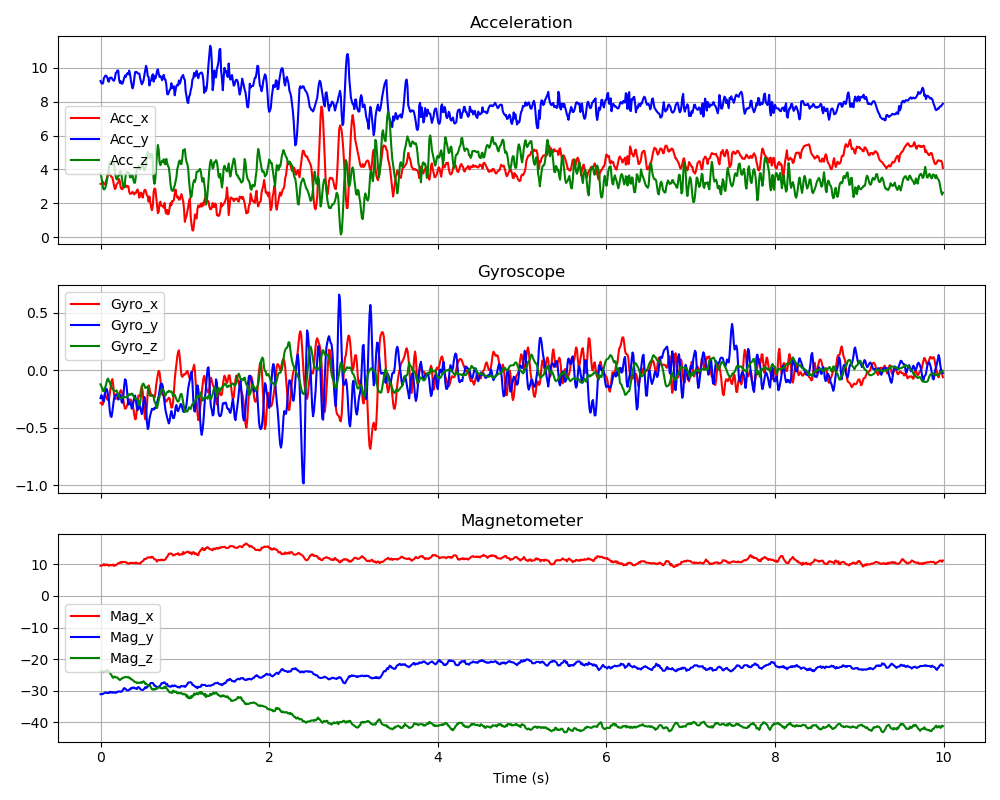 Acceleration
10
8
6
4
2
0
Acc_x
Acc_y
Acc_z
Gyroscope
0.5
0.0
−0.5
−1.0
Gyro_x
Gyro_y
Gyro_z
Magnetometer
10
0
−10
−20
−30
−40
Mag_x
Mag_y
Mag_z
0 2 4 6 8 10
Time (s)